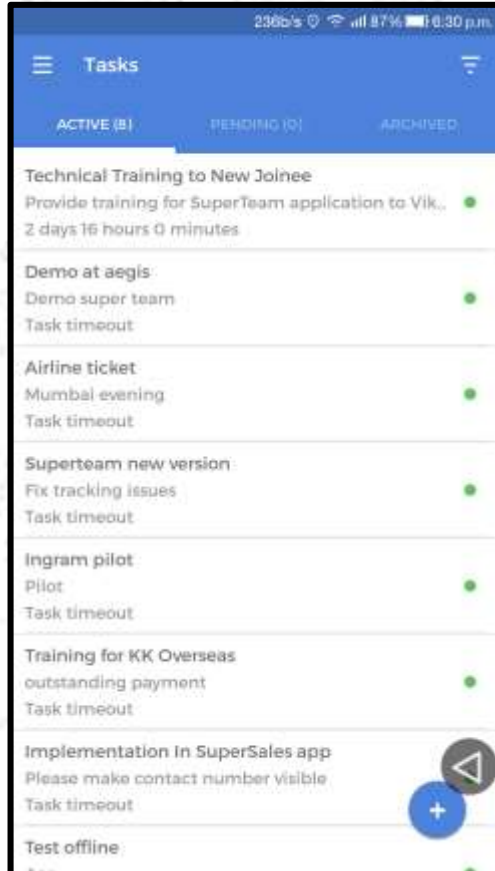 236b/s 87% 6:30 p.m.
Tasks
ACTIVE (8) PENDING (0) ARCHIVED
Technical Training to New Joinee
Provide training for SuperTeam application to Vik..
2 days 16 hours 0 minutes
Demo at aegis
Demo super team
Task timeout
Airline ticket
Mumbai evening
Task timeout
Superteam new version
Fix tracking issues
Task timeout
Ingram pilot
Pilot
Task timeout
Training for KK Overseas
outstanding payment
Task timeout
Implementation in SuperSales app
Please make contact number visible
Task timeout
Test offline